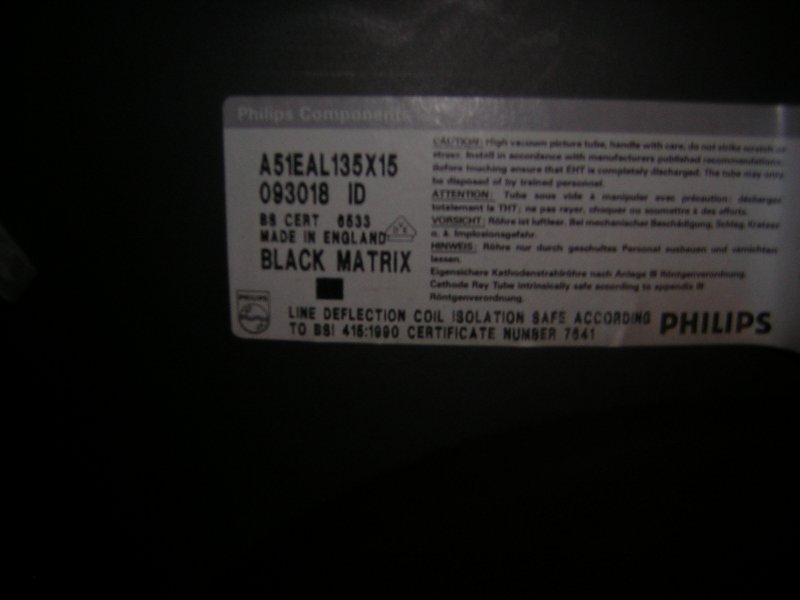 Philips Components
A51EAL135X15
093018 ID
BS CERT 6533
MADE IN ENGLAND
BLACK MATRIX
PHILIPS
CAUTION: High vacuum picture tube, handle with care, do not strike scratch or
stress. Install in accordance with manufacturers published recommendations.
Before touching ensure that EHT is completely discharged. The tube may only
be disposed of by trained personnel.
ATTENTION: Tube sous vide à manipuler avec précaution: décharger
totalement la THT; ne pas rayer, choquer ou soumettre à des efforts.
VORSICHT: Röhre ist luftleer. Bei mechanischer Beschädigung, Schlag, Kratzer
o. ä. Implosionsgefahr.
HINWEIS: Röhre nur durch geschultes Personal ausbauen und vernichten
lassen.
Eigensichere Kathodenstrahlröhre nach Anlage III Röntgenverordnung.
Cathode Ray Tube intrinsically safe according to appendix III
Röntgenverordnung.
LINE DEFLECTION COIL ISOLATION SAFE ACCORDING
TO BSI 415:1990 CERTIFICATE NUMBER 7641
PHILIPS